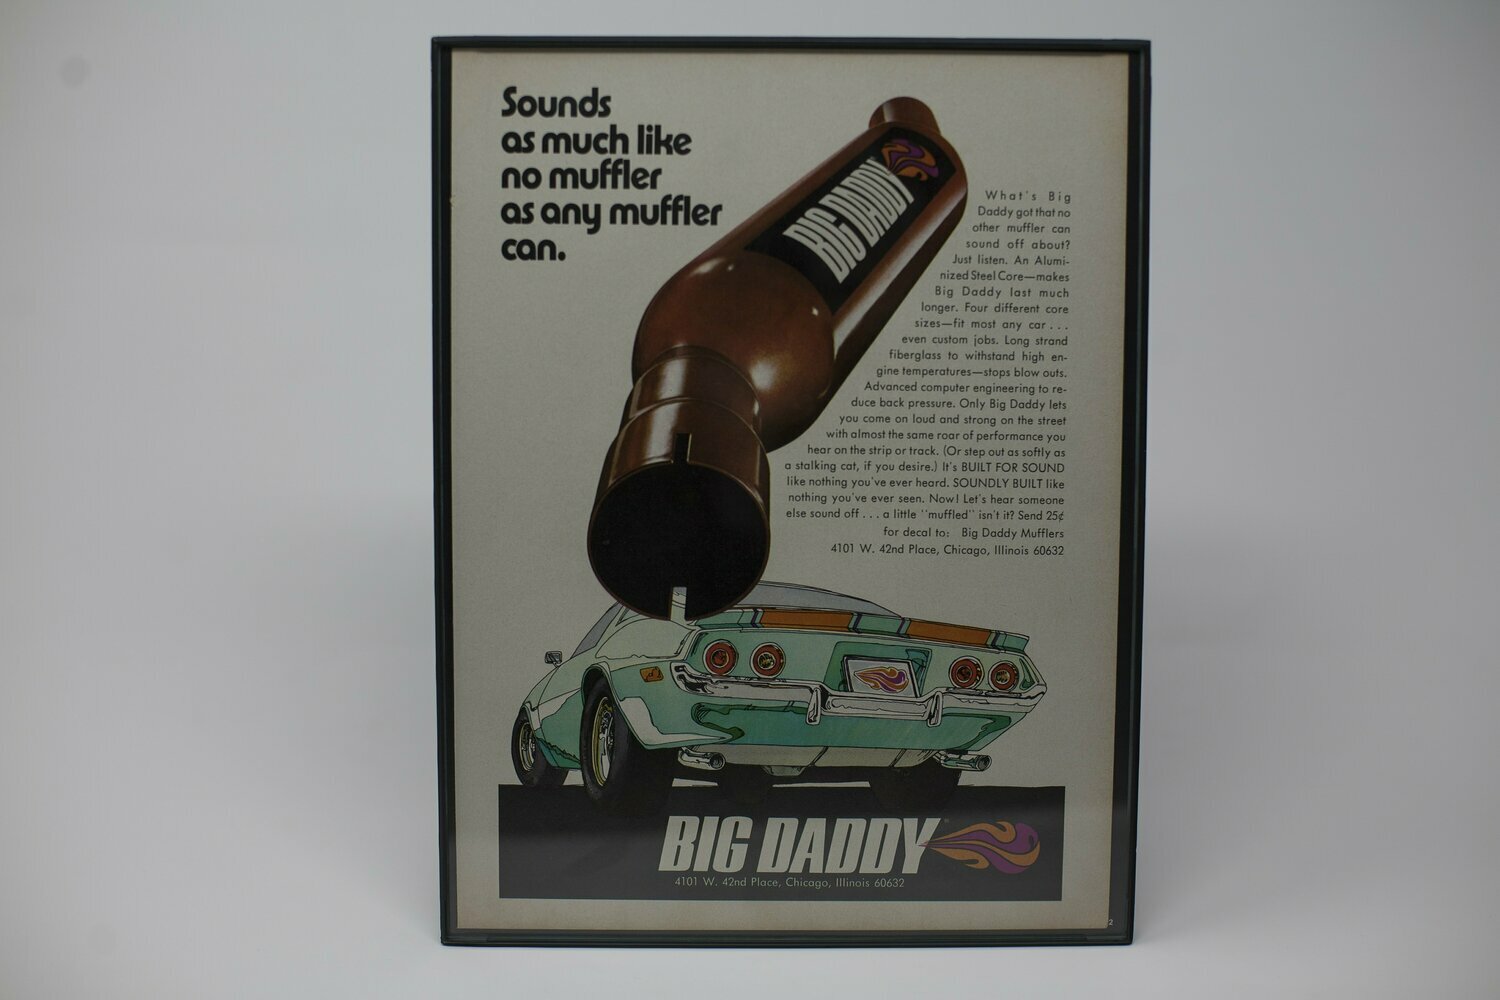 Sounds
as much like
no muffler
as any muffler
can.
BIG DADDY
What's Big
Daddy got that no
other muffler can
sound off about?
Just listen. An Alumi-
nized Steel Core—makes
Big Daddy last much
longer. Four different core
sizes—fit most any car . . .
even custom jobs. Long strand
fiberglass to withstand high en-
gine temperatures—stops blow outs.
Advanced computer engineering to re-
duce back pressure. Only Big Daddy lets
you come on loud and strong on the street
with almost the same roar of performance you
hear on the strip or track. (Or step out as softly as
a stalking cat, if you desire.) It's BUILT FOR SOUND
like nothing you've ever heard. SOUNDLY BUILT like
nothing you've ever seen. Now! Let's hear someone
else sound off . . . a little "muffled" isn't it? Send 25¢
for decal to: Big Daddy Mufflers
4101 W. 42nd Place, Chicago, Illinois 60632
BIG DADDY
4101 W. 42nd Place, Chicago, Illinois 60632
2